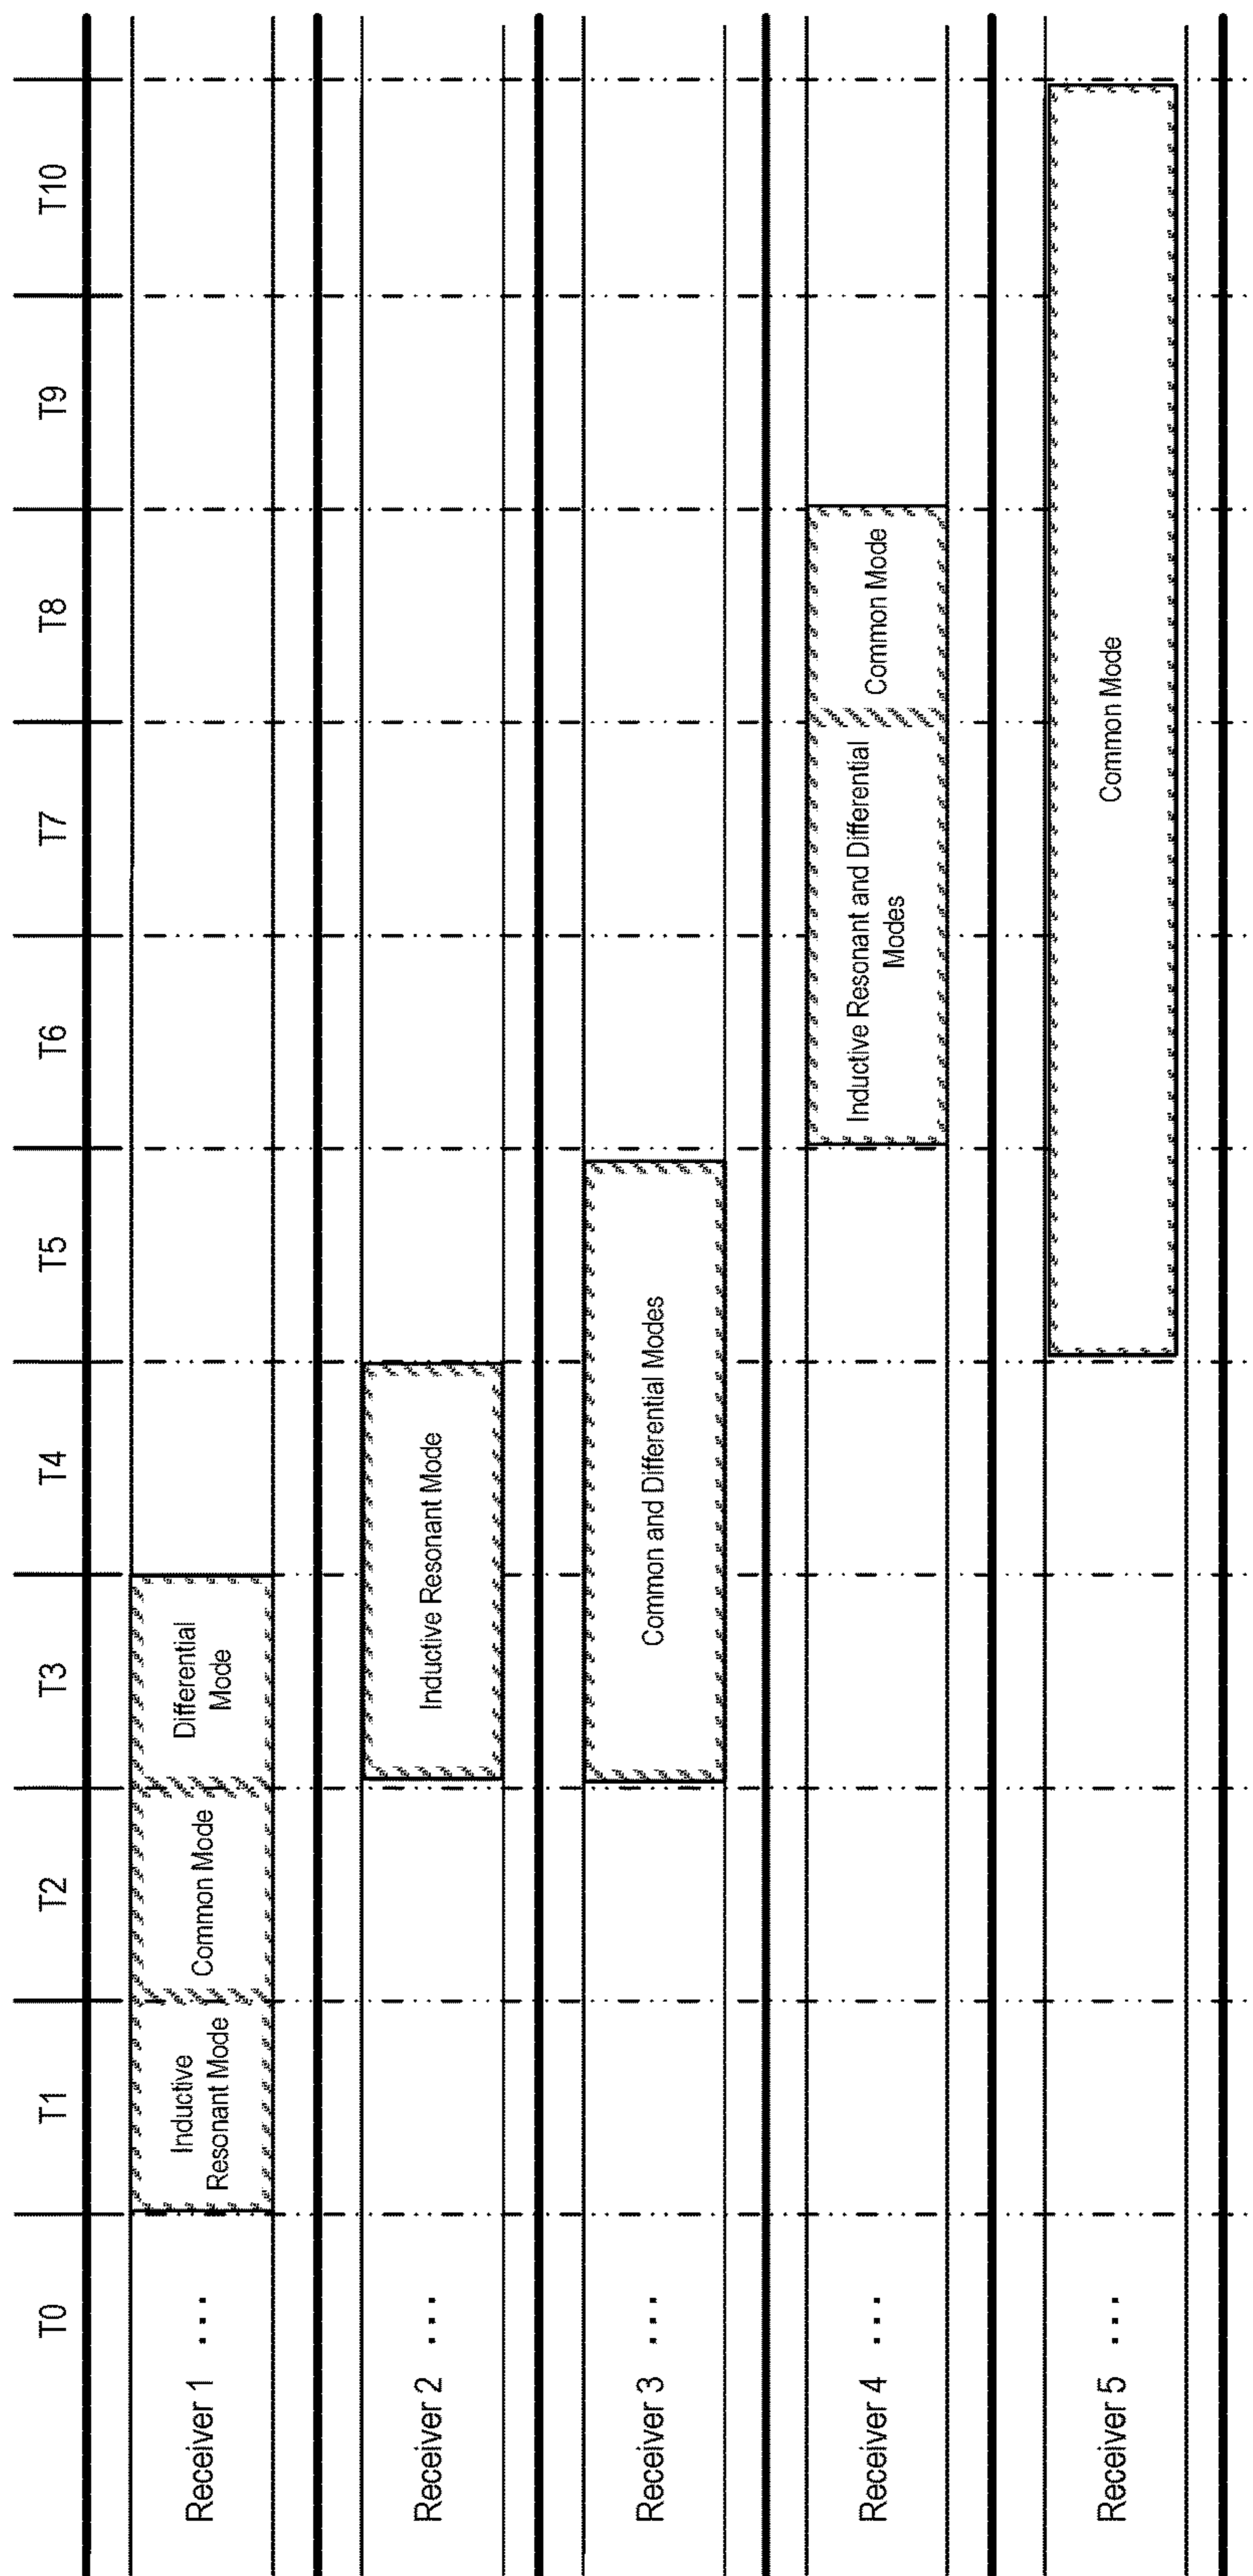 T0
T1
T2
T3
T4
T5
T6
T7
T8
T9
T10
Receiver 1 ...
Inductive
Resonant Mode
Common Mode
Differential
Mode
Receiver 2 ...
Inductive Resonant Mode
Receiver 3 ...
Common and Differential Modes
Receiver 4 ...
Inductive Resonant and Differential
Modes
Common Mode
Receiver 5 ...
Common Mode